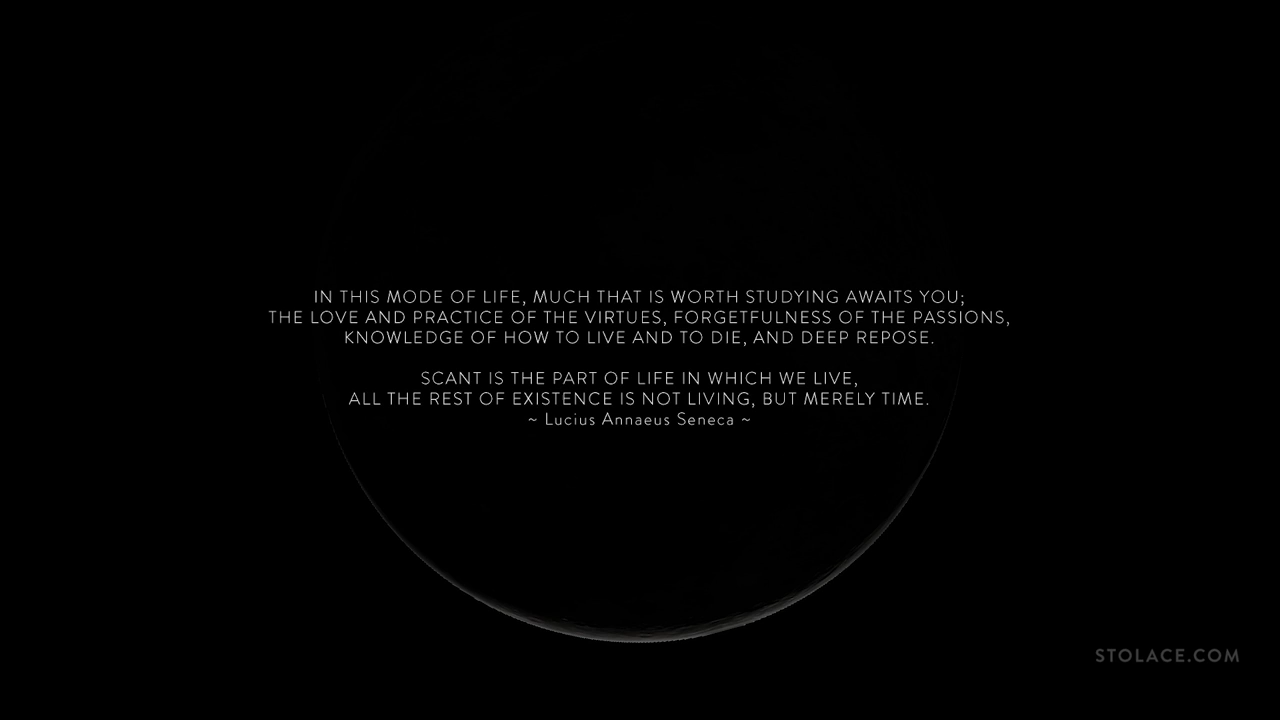 IN THIS MODE OF LIFE, MUCH THAT IS WORTH STUDYING AWAITS YOU;
THE LOVE AND PRACTICE OF THE VIRTUES, FORGETFULNESS OF THE PASSIONS,
KNOWLEDGE OF HOW TO LIVE AND TO DIE, AND DEEP REPOSE.
SCANT IS THE PART OF LIFE IN WHICH WE LIVE,
ALL THE REST OF EXISTENCE IS NOT LIVING, BUT MERELY TIME.
~ Lucius Annaeus Seneca ~
STOLACE.COM